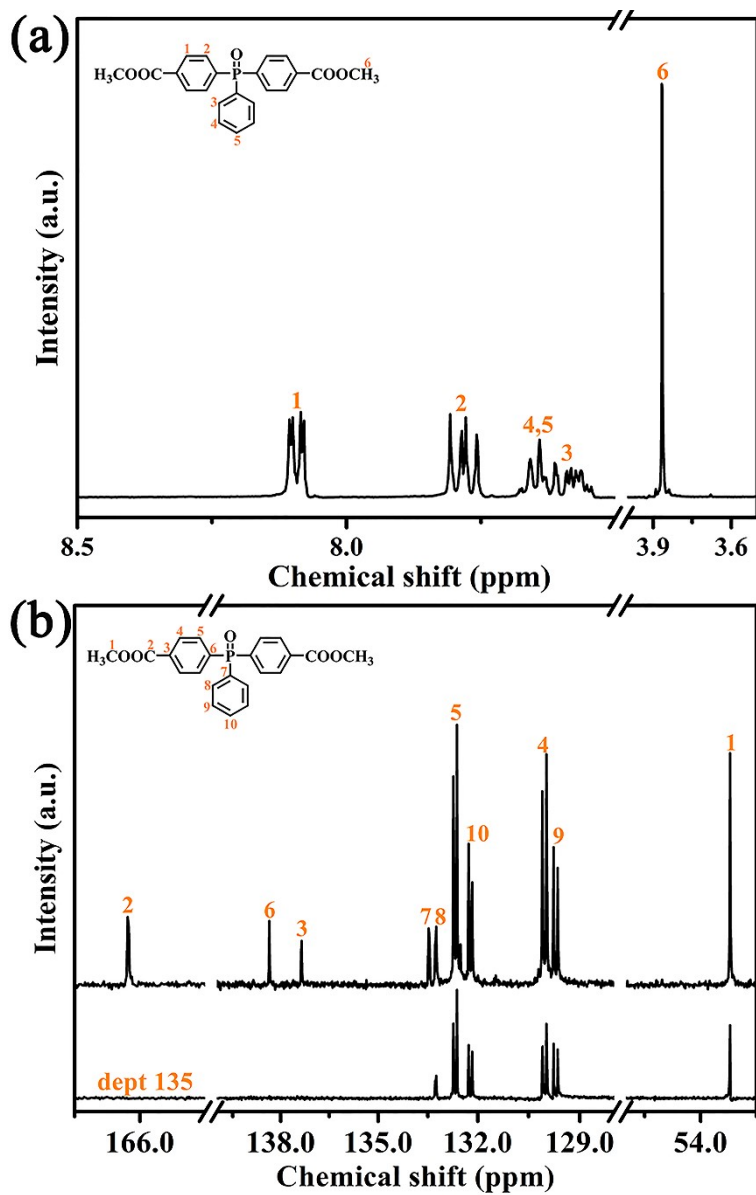 (a)
1 2 O 6
H3COOC P COOCH3
3
4
5
6
1
2
4,5
3
Intensity (a.u.)
8.5 8.0 3.9 3.6
Chemical shift (ppm)
(b)
1 2 3 4 5 6 O
H3COOC P COOCH3
7
8
9
10
5
4
1
10
9
2
6
3
7 8
Intensity (a.u.)
dept 135
166.0 138.0 135.0 132.0 129.0 54.0
Chemical shift (ppm)